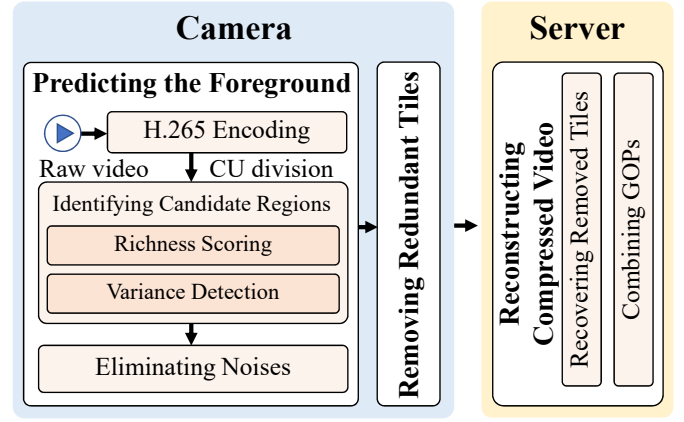 Camera
Predicting the Foreground
H.265 Encoding
Raw video
CU division
Identifying Candidate Regions
Richness Scoring
Variance Detection
Eliminating Noises
Removing Redundant Tiles
Server
Reconstructing
Compressed Video
Recovering Removed Tiles
Combining GOPs